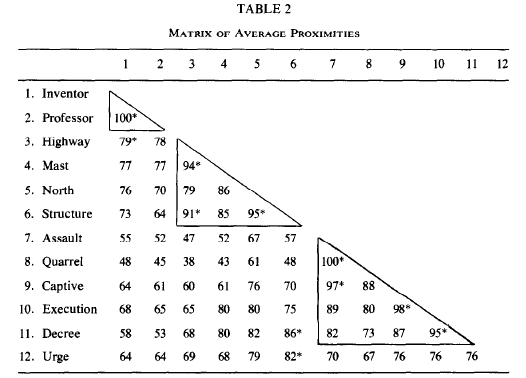 TABLE 2
MATRIX OF AVERAGE PROXIMITIES
1 2 3 4 5 6 7 8 9 10 11 12
1. Inventor
2. Professor 100*
3. Highway 79* 78
4. Mast 77 77 94*
5. North 76 70 79 86
6. Structure 73 64 91* 85 95*
7. Assault 55 52 47 52 67 57
8. Quarrel 48 45 38 43 61 48 100*
9. Captive 64 61 60 61 76 70 97* 88
10. Execution 68 65 65 80 80 75 89 80 98*
11. Decree 58 53 68 80 82 86* 82 73 87 95*
12. Urge 64 64 69 68 79 82* 70 67 76 76 76